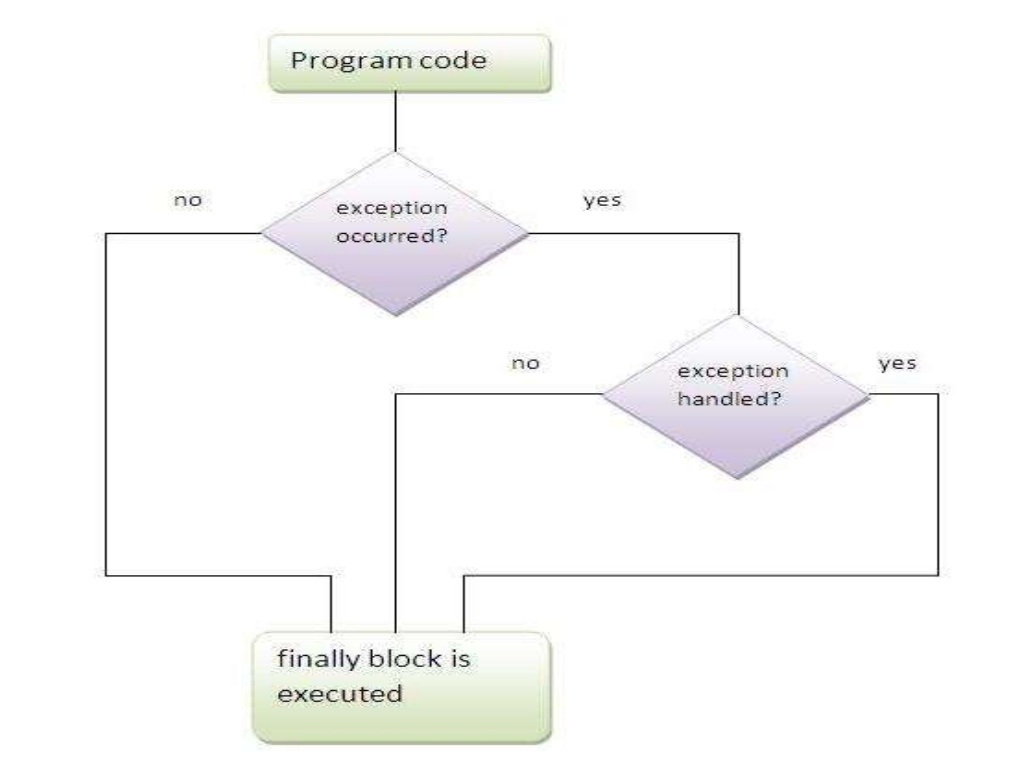 Program code
no
yes
exception
occurred?
no
yes
exception
handled?
finally block is
executed